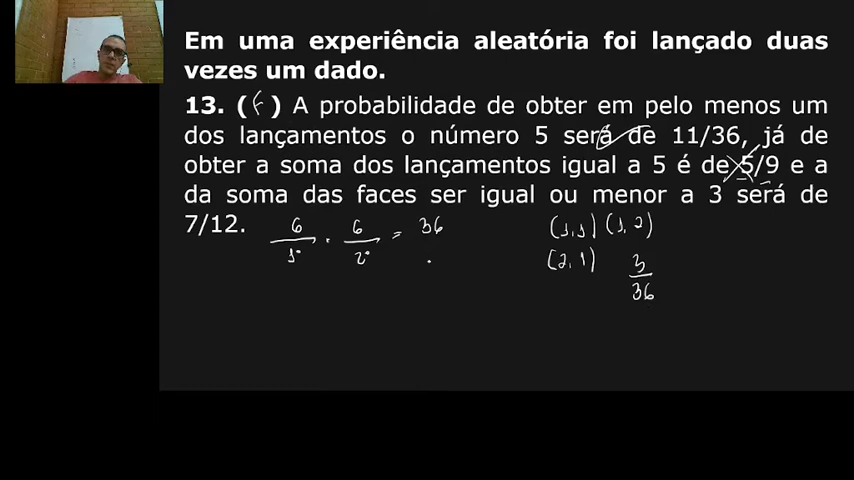 Em uma experiência aleatória foi lançado duas
vezes um dado.
13. (F) A probabilidade de obter em pelo menos um
dos lançamentos o número 5 será de 11/36, já de
obter a soma dos lançamentos igual a 5 é de 5/9 e a
da soma das faces ser igual ou menor a 3 será de
7/12.
6/1º . 6/2º = 36
(1,1) (1,2)
(2,1) 3/36